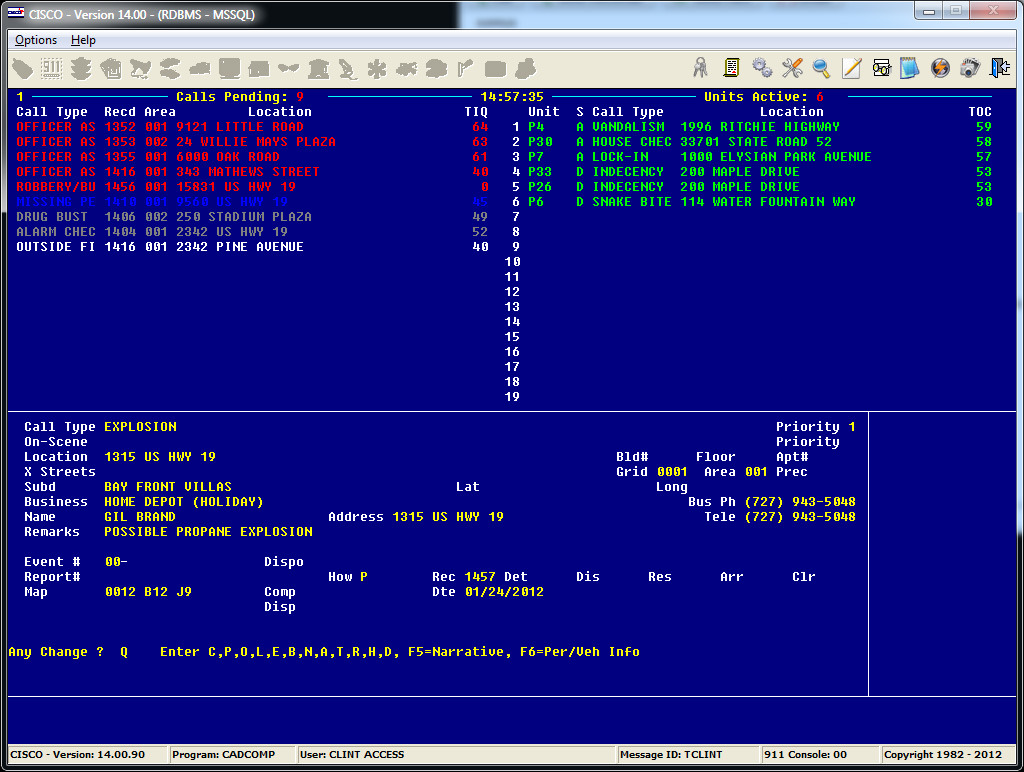 CISCO - Version 14.00 - (RDBMS - MSSQL)
Options Help
911
1 Calls Pending: 9 14:57:35 Units Active: 6
Call Type Recd Area Location TIQ Unit S Call Type Location TOC
OFFICER AS 1352 001 9121 LITTLE ROAD 64 1 P4 A VANDALISM 1996 RITCHIE HIGHWAY 59
OFFICER AS 1353 002 24 WILLIE MAYS PLAZA 63 2 P30 A HOUSE CHEC 33701 STATE ROAD 52 58
OFFICER AS 1355 001 6000 OAK ROAD 61 3 P7 A LOCK-IN 1000 ELYSIAN PARK AVENUE 57
OFFICER AS 1416 001 343 MATHEWS STREET 40 4 P33 D INDECENCY 200 MAPLE DRIVE 53
ROBBERY/BU 1456 001 15831 US HWY 19 0 5 P26 D INDECENCY 200 MAPLE DRIVE 53
MISSING PE 1410 001 9560 US HWY 19 45 6 P6 D SNAKE BITE 114 WATER FOUNTAIN WAY 30
DRUG BUST 1406 002 250 STADIUM PLAZA 49 7
ALARM CHEC 1404 001 2342 US HWY 19 52 8
OUTSIDE FI 1416 001 2342 PINE AVENUE 40 9
10
11
12
13
14
15
16
17
18
19
Call Type EXPLOSION Priority 1
On-Scene Priority
Location 1315 US HWY 19 Bld# Floor Apt#
X Streets Grid 0001 Area 001 Prec
Subd BAY FRONT VILLAS Lat Long
Business HOME DEPOT (HOLIDAY) Bus Ph (727) 943-5048
Name GIL BRAND Address 1315 US HWY 19 Tele (727) 943-5048
Remarks POSSIBLE PROPANE EXPLOSION
Event # 00- Dispo
Report# How P Rec 1457 Det Dis Res Arr Clr
Map 0012 B12 J9 Comp Dte 01/24/2012
Disp
Any Change ? Q Enter C,P,O,L,E,B,N,A,T,R,H,D, F5=Narrative, F6=Per/Veh Info
CISCO - Version: 14.00.90 Program: CADCOMP User: CLINT ACCESS Message ID: TCLINT 911 Console: 00 Copyright 1982 - 2012